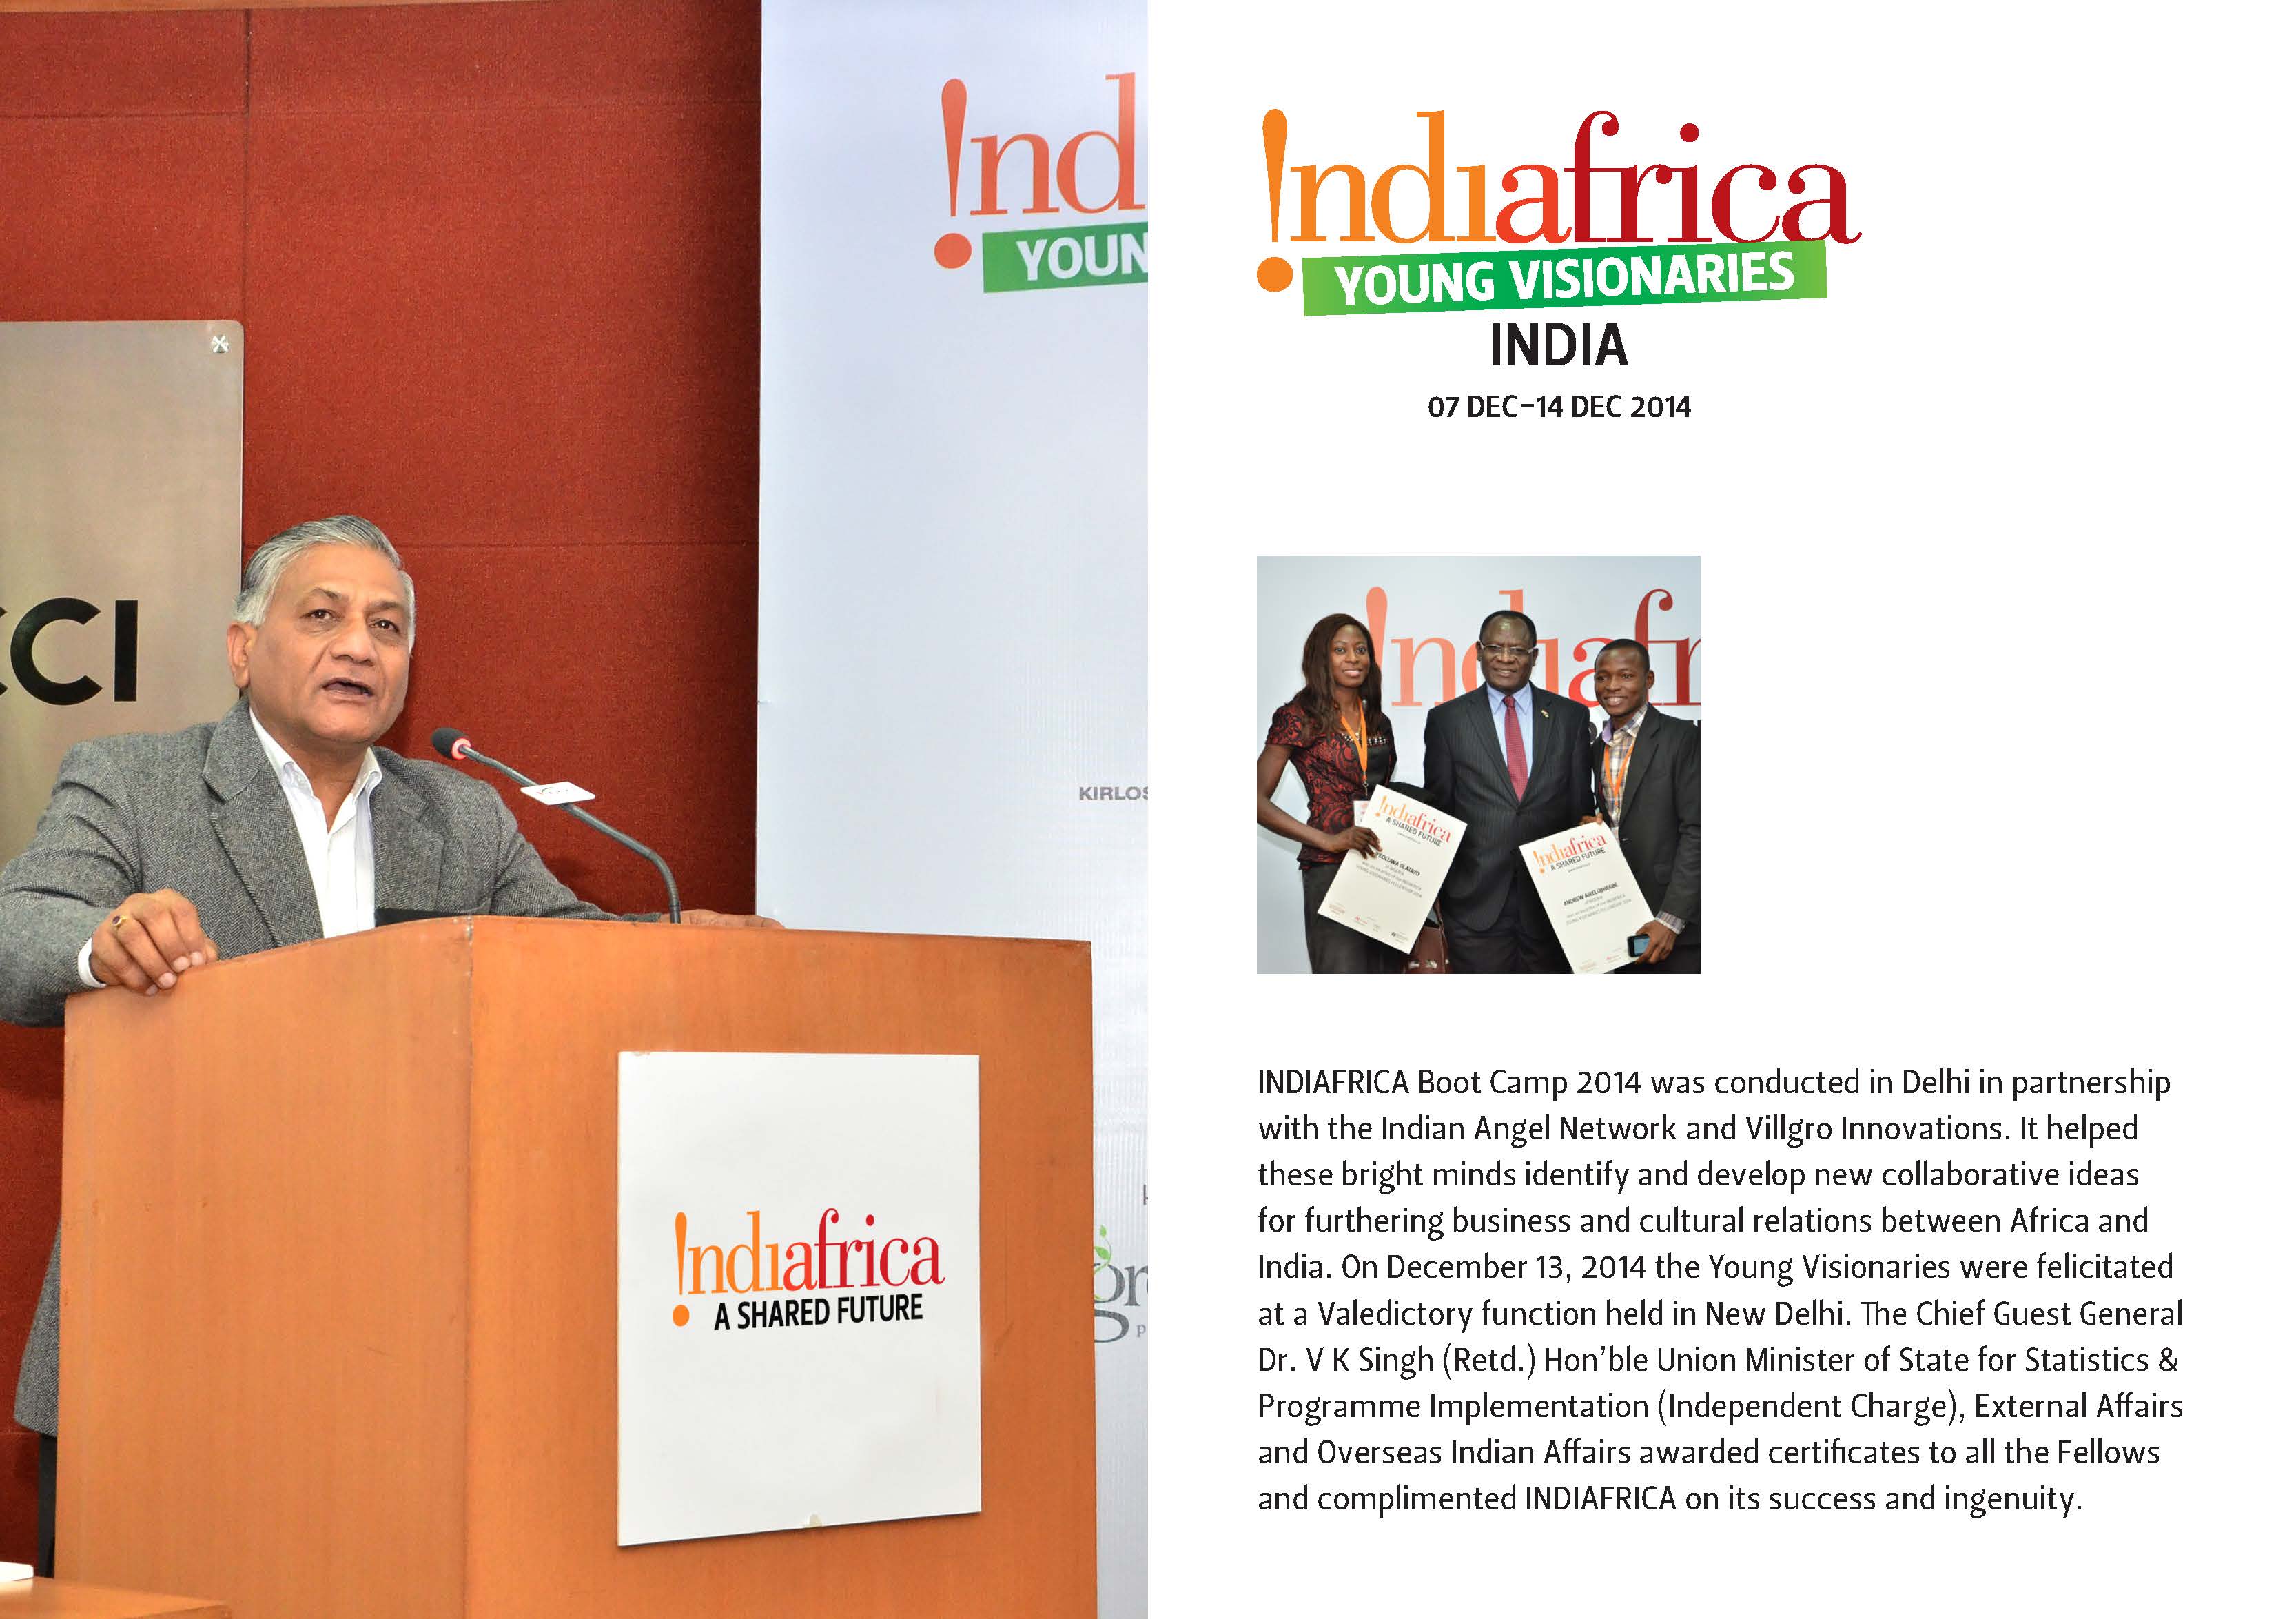 CCI
!nd
YOUN
KIRLOS
!ndiafrica
A SHARED FUTURE
!ndiafrica
YOUNG VISIONARIES
INDIA
07 DEC–14 DEC 2014
!ndiafr
!ndiafrica
A SHARED FUTURE
OLATAYO
!ndiafrica
A SHARED FUTURE
ANDREW
INDIAFRICA Boot Camp 2014 was conducted in Delhi in partnership
with the Indian Angel Network and Villgro Innovations. It helped
these bright minds identify and develop new collaborative ideas
for furthering business and cultural relations between Africa and
India. On December 13, 2014 the Young Visionaries were felicitated
at a Valedictory function held in New Delhi. The Chief Guest General
Dr. V K Singh (Retd.) Hon’ble Union Minister of State for Statistics &
Programme Implementation (Independent Charge), External Affairs
and Overseas Indian Affairs awarded certificates to all the Fellows
and complimented INDIAFRICA on its success and ingenuity.